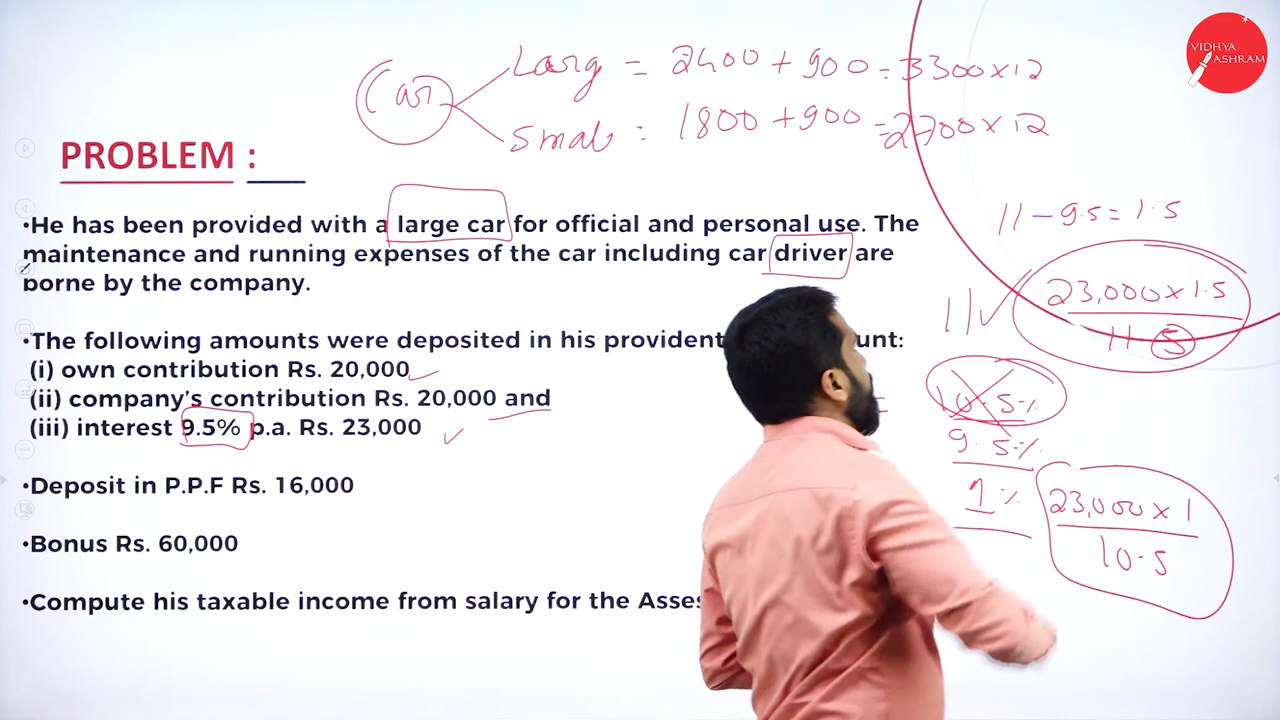 VIDHYA
ASHRAM
Car
Larg = 2400 + 900 = 3300 x 12
Small = 1800 + 900 = 2700 x 12
PROBLEM :
•He has been provided with a large car for official and personal use. The
maintenance and running expenses of the car including car driver are
borne by the company.
11 - 9.5 = 1.5
23,000 x 1.5
11
5
11 ✓
•The following amounts were deposited in his provident unt:
(i) own contribution Rs. 20,000 ✓
(ii) company's contribution Rs. 20,000 and
(iii) interest 9.5% p.a. Rs. 23,000 ✓
=
10.5%
9.5%
1%
23,000 x 1
10.5
•Deposit in P.P.F Rs. 16,000
•Bonus Rs. 60,000
•Compute his taxable income from salary for the Asses